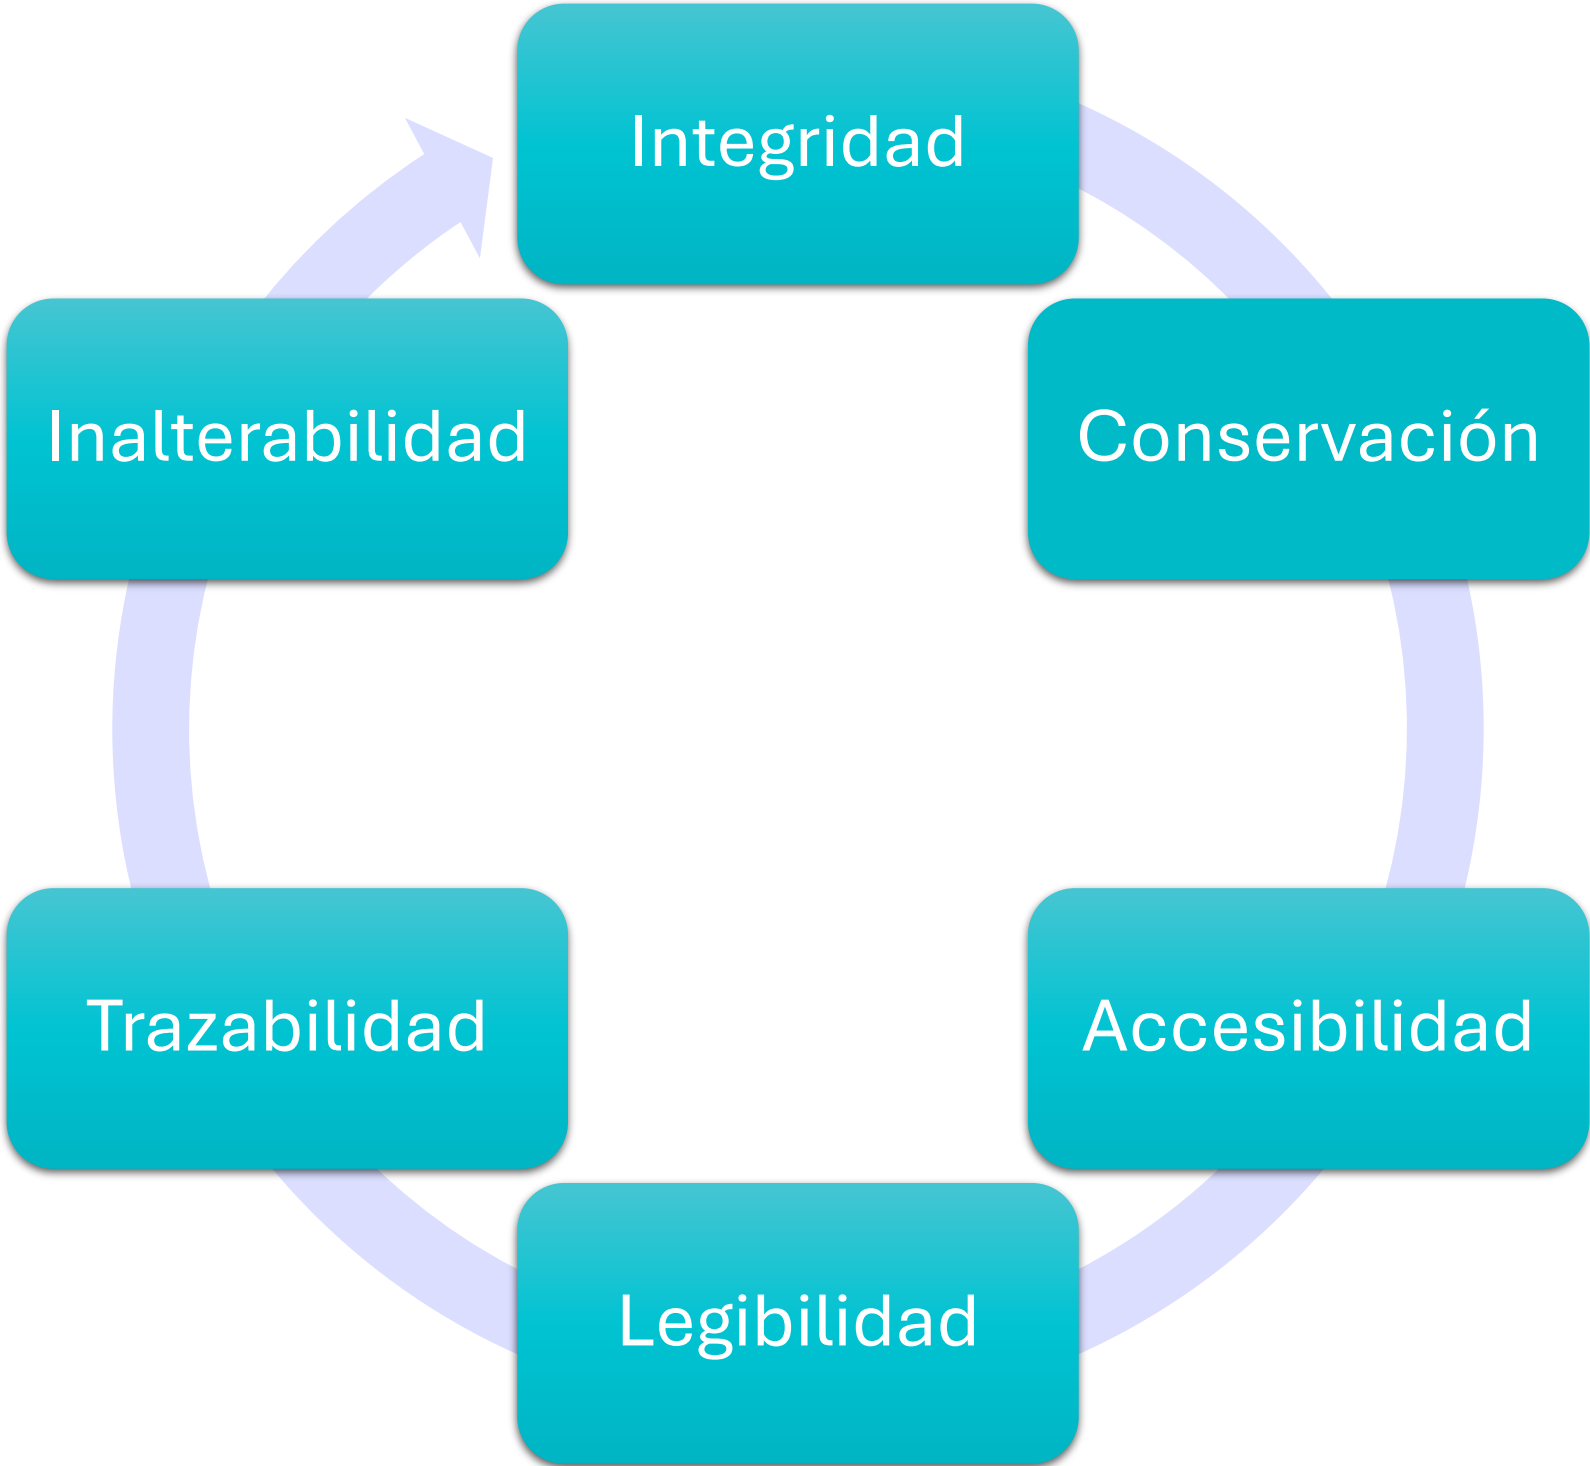 Integridad
Conservación
Accesibilidad
Legibilidad
Trazabilidad
Inalterabilidad